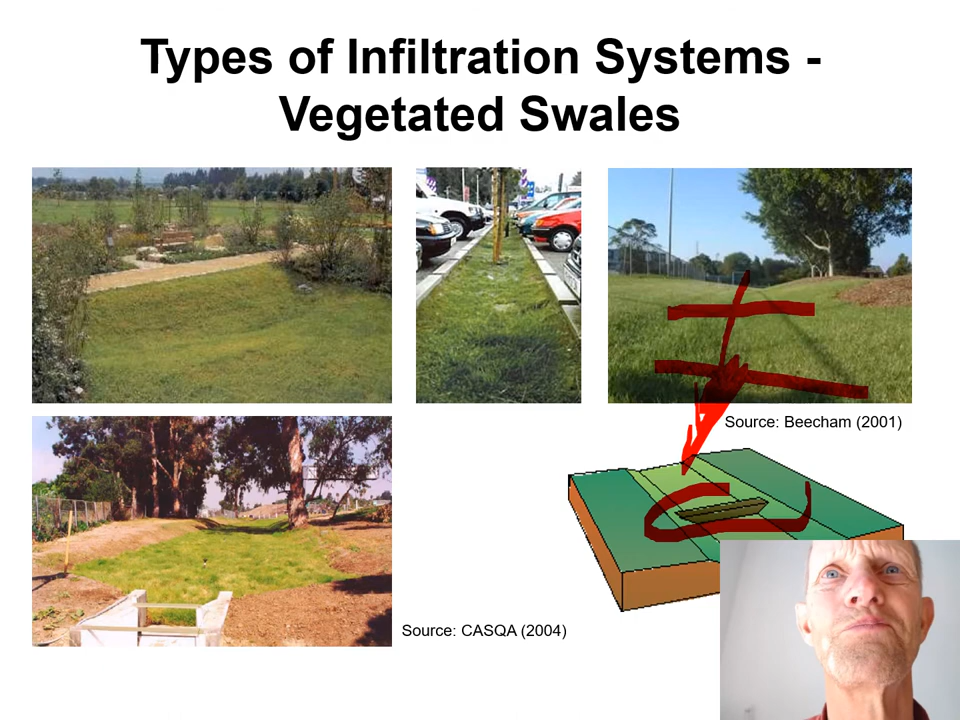 Types of Infiltration Systems -
Vegetated Swales
Source: Beecham (2001)
Source: CASQA (2004)